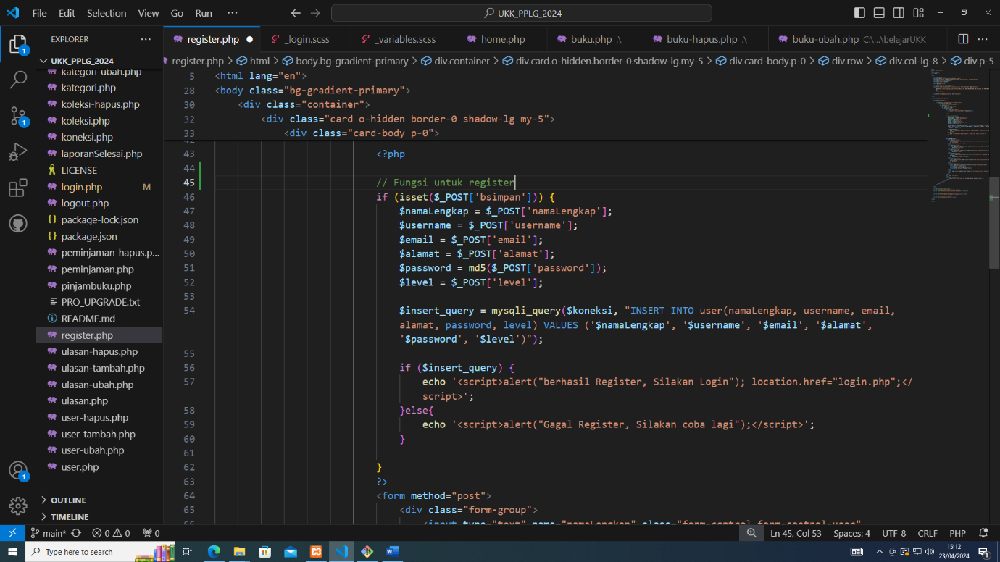 File Edit Selection View Go Run ··· UKK_PPLG_2024
EXPLORER ···
register.php _login.scss _variables.scss home.php buku.php .\ buku-hapus.php .\ buku-ubah.php C:\...\belajarUKK ···
register.php > html > body.bg-gradient-primary > div.container > div.card.o-hidden.border-0.shadow-lg.my-5 > div.card-body.p-0 > div.row > div.col-lg-8 > div.p-5
1
UKK_PPLG_2024
kategori-ubah.php
kategori.php
koleksi-hapus.php
koleksi.php
koneksi.php
laporanSelesai.php
LICENSE
login.php M
logout.php
package-lock.json
package.json
peminjaman-hapus.p...
peminjaman.php
pinjambuku.php
PRO_UPGRADE.txt
README.md
register.php
ulasan-hapus.php
ulasan-tambah.php
ulasan-ubah.php
ulasan.php
user-hapus.php
user-tambah.php
user-ubah.php
user.php
OUTLINE
TIMELINE
1
1
5 <html lang="en">
28 <body class="bg-gradient-primary">
30 <div class="container">
32 <div class="card o-hidden border-0 shadow-lg my-5">
33 <div class="card-body p-0">
42
43 <?php
44
45 // Fungsi untuk register
46 if (isset($_POST['bsimpan'])) {
47 $namaLengkap = $_POST['namaLengkap'];
48 $username = $_POST['username'];
49 $email = $_POST['email'];
50 $alamat = $_POST['alamat'];
51 $password = md5($_POST['password']);
52 $level = $_POST['level'];
53
54 $insert_query = mysqli_query($koneksi, "INSERT INTO user(namaLengkap, username, email,
alamat, password, level) VALUES ('$namaLengkap', '$username', '$email', '$alamat',
'$password', '$level')");
55
56 if ($insert_query) {
57 echo '<script>alert("berhasil Register, Silakan Login"); location.href="login.php";</
script>';
58 }else{
59 echo '<script>alert("Gagal Register, Silakan coba lagi");</script>';
60 }
61
62 }
63 ?>
64 <form method="post">
65 <div class="form-group">
66 <input type="text" name="namaLengkap" class="form-control form-control-user"
main* 0 0 0 Ln 45, Col 53 Spaces: 4 UTF-8 CRLF PHP
Type here to search 15:12
23/04/2024 1